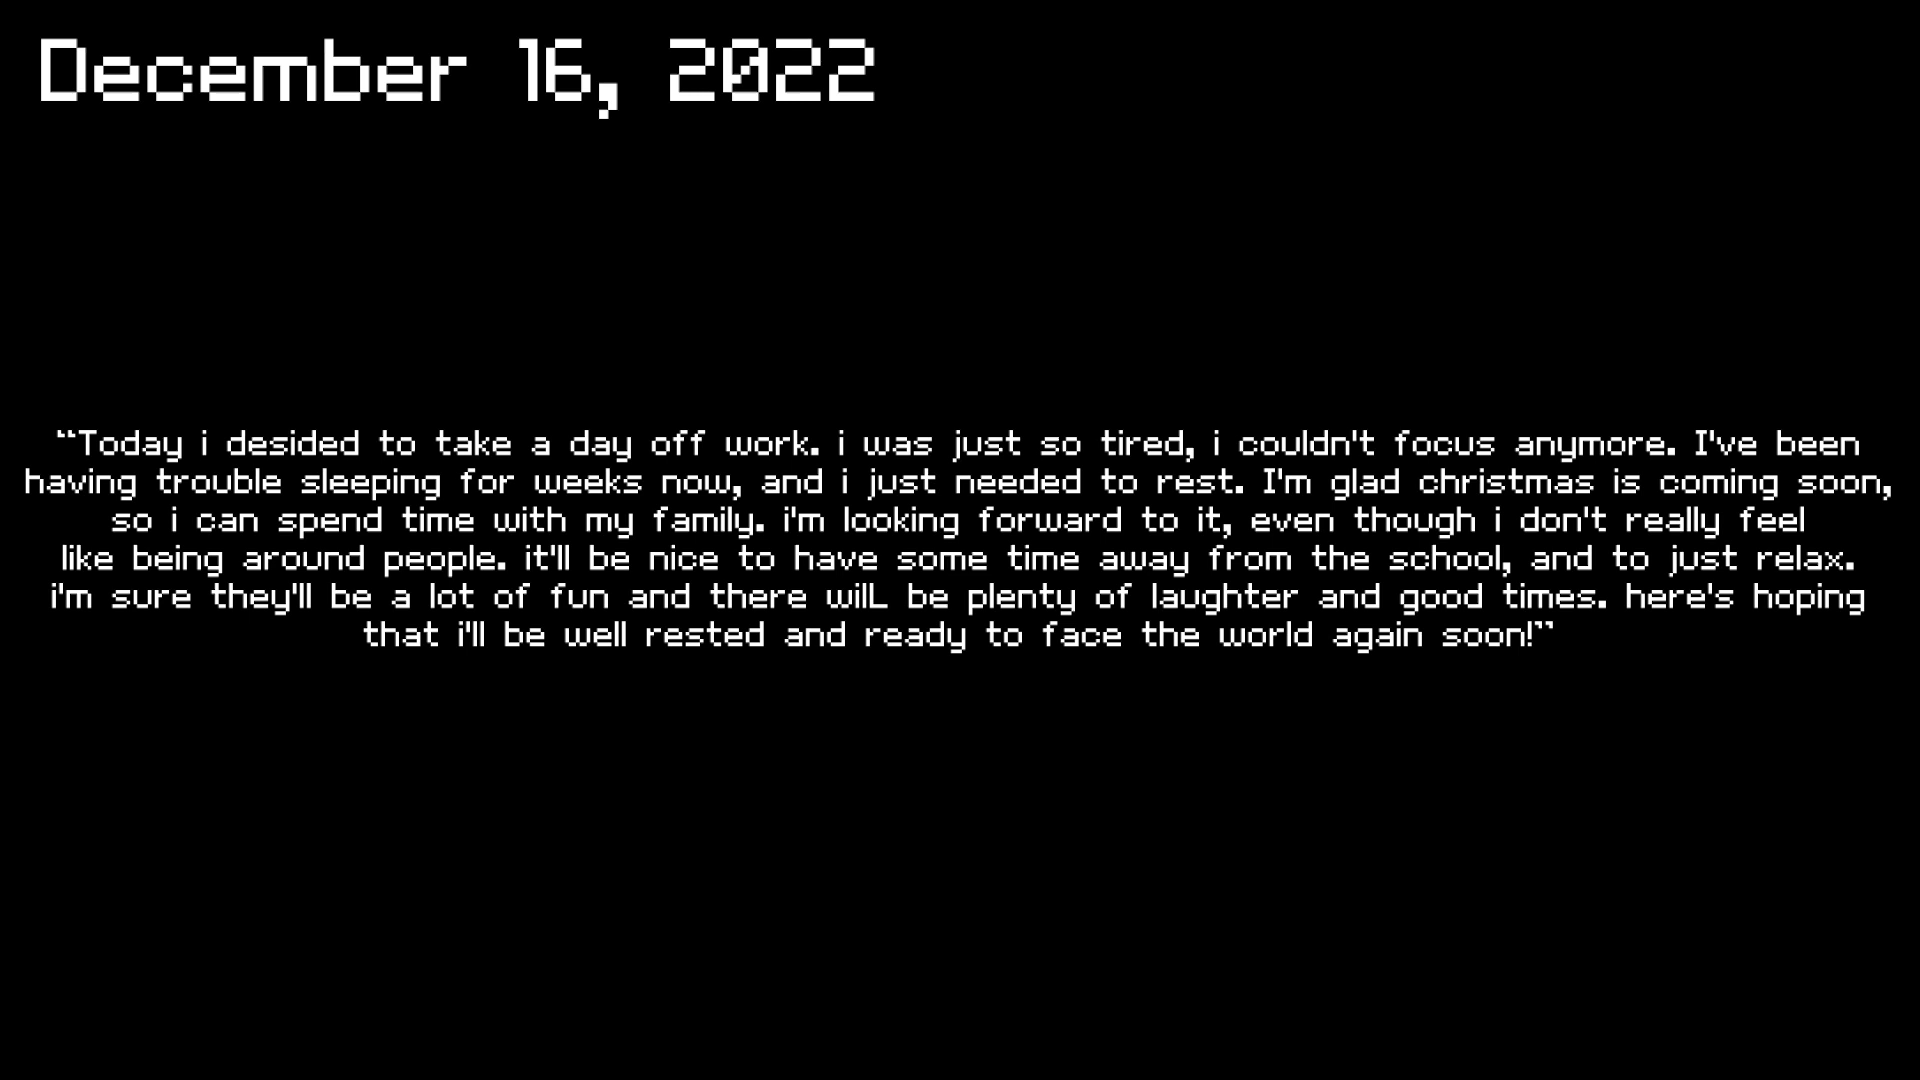 December 16, 2022
“Today i desided to take a day off work. i was just so tired, i couldn't focus anymore. I've been
having trouble sleeping for weeks now, and i just needed to rest. I'm glad christmas is coming soon,
so i can spend time with my family. i'm looking forward to it, even though i don't really feel
like being around people. it'll be nice to have some time away from the school, and to just relax.
i'm sure they'll be a lot of fun and there wilL be plenty of laughter and good times. here's hoping
that i'll be well rested and ready to face the world again soon!”